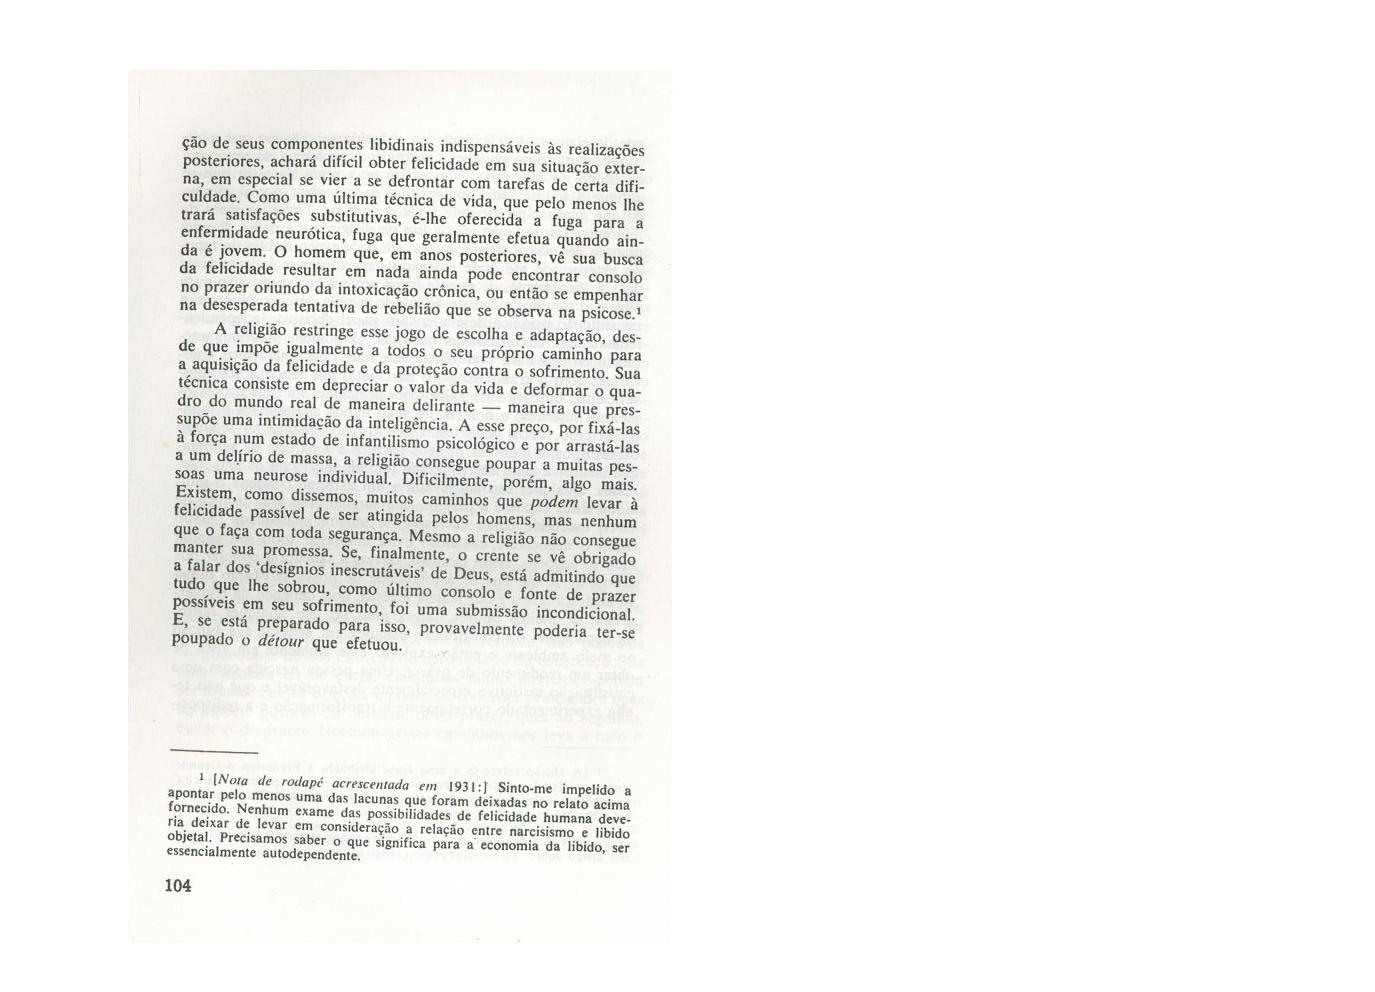 ção de seus componentes libidinais indispensáveis às realizações
posteriores, achará difícil obter felicidade em sua situação exter-
na, em especial se vier a se defrontar com tarefas de certa difi-
culdade. Como uma última técnica de vida, que pelo menos lhe
trará satisfações substitutivas, é-lhe oferecida a fuga para a
enfermidade neurótica, fuga que geralmente efetua quando ain-
da é jovem. O homem que, em anos posteriores, vê sua busca
da felicidade resultar em nada ainda pode encontrar consolo
no prazer oriundo da intoxicação crônica, ou então se empenhar
na desesperada tentativa de rebelião que se observa na psicose.¹
A religião restringe esse jogo de escolha e adaptação, des-
de que impõe igualmente a todos o seu próprio caminho para
a aquisição da felicidade e da proteção contra o sofrimento. Sua
técnica consiste em depreciar o valor da vida e deformar o qua-
dro do mundo real de maneira delirante — maneira que pres-
supõe uma intimidação da inteligência. A esse preço, por fixá-las
à força num estado de infantilismo psicológico e por arrastá-las
a um delírio de massa, a religião consegue poupar a muitas pes-
soas uma neurose individual. Dificilmente, porém, algo mais.
Existem, como dissemos, muitos caminhos que podem levar à
felicidade passível de ser atingida pelos homens, mas nenhum
que o faça com toda segurança. Mesmo a religião não consegue
manter sua promessa. Se, finalmente, o crente se vê obrigado
a falar dos ‘desígnios inescrutáveis’ de Deus, está admitindo que
tudo que lhe sobrou, como último consolo e fonte de prazer
possíveis em seu sofrimento, foi uma submissão incondicional.
E, se está preparado para isso, provavelmente poderia ter-se
poupado o détour que efetuou.
¹ [Nota de rodapé acrescentada em 1931:] Sinto-me impelido a
apontar pelo menos uma das lacunas que foram deixadas no relato acima
fornecido. Nenhum exame das possibilidades de felicidade humana deve-
ria deixar de levar em consideração a relação entre narcisismo e libido
objetal. Precisamos saber o que significa para a economia da libido, ser
essencialmente autodependente.
104